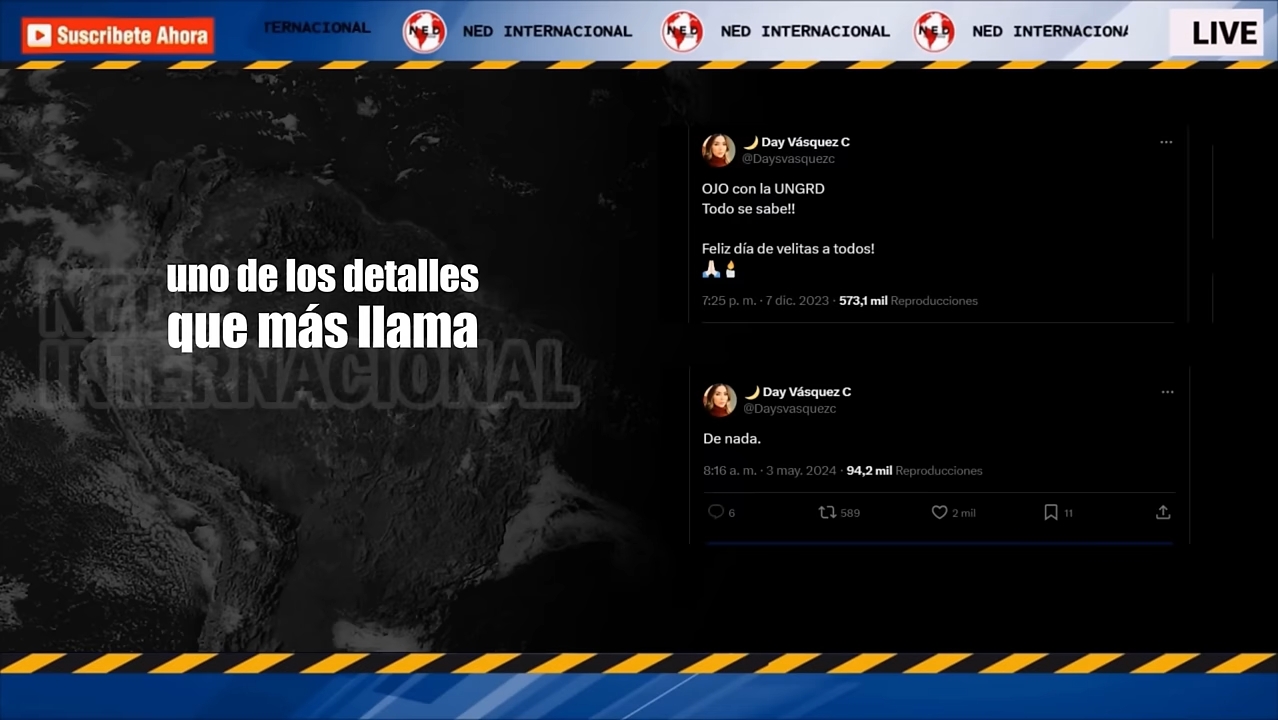 Suscribete Ahora
TERNACIONAL
NED
NED INTERNACIONAL
NED
NED INTERNACIONAL
NED
NED INTERNACIONA
LIVE
uno de los detalles
que más llama
NED
INTERNACIONAL
🌙 Day Vásquez C
@Daysvasquezc
OJO con la UNGRD
Todo se sabe!!
Feliz día de velitas a todos!
🙏🏻🕯️
7:25 p. m. · 7 dic. 2023 · 573,1 mil Reproducciones
🌙 Day Vásquez C
@Daysvasquezc
De nada.
8:16 a. m. · 3 may. 2024 · 94,2 mil Reproducciones
6 589 2 mil 11